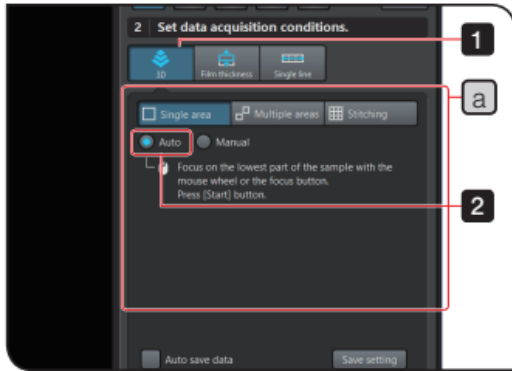 2 Set data acquisition conditions.
1
3D Film thickness Single line
a
Single area Multiple areas Stitching
Auto Manual
Focus on the lowest part of the sample with the
mouse wheel or the focus button.
Press [Start] button.
2
Auto save data Save setting